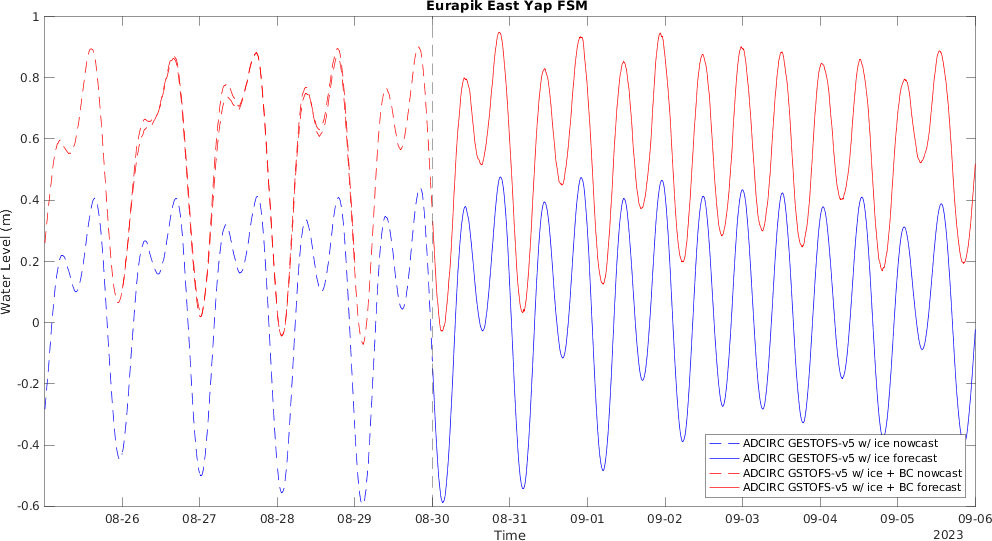 Eurapik East Yap FSM
1
0.8
0.6
0.4
0.2
0
-0.2
-0.4
-0.6
Water Level (m)
ADCIRC GESTOFS-v5 w/ ice nowcast
ADCIRC GESTOFS-v5 w/ ice forecast
ADCIRC GSTOFS-v5 w/ ice + BC nowcast
ADCIRC GSTOFS-v5 w/ ice + BC forecast
08-26 08-27 08-28 08-29 08-30 08-31 09-01 09-02 09-03 09-04 09-05 09-06
Time
2023